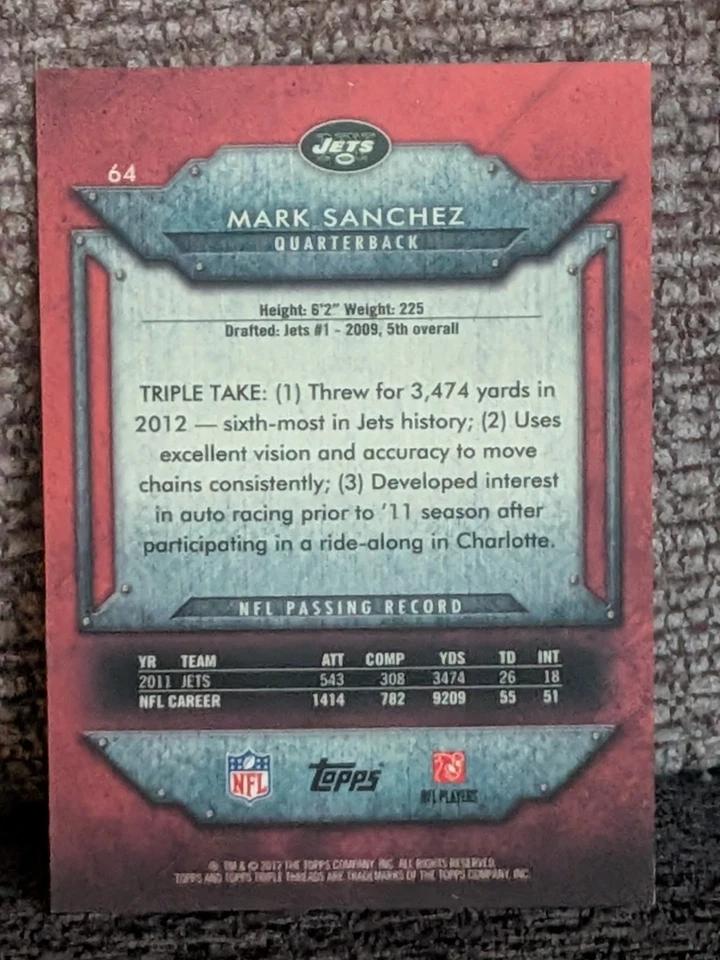 JETS
64
MARK SANCHEZ
QUARTERBACK
Height: 6'2" Weight: 225
Drafted: Jets #1 - 2009, 5th overall
TRIPLE TAKE: (1) Threw for 3,474 yards in
2012 — sixth-most in Jets history; (2) Uses
excellent vision and accuracy to move
chains consistently; (3) Developed interest
in auto racing prior to '11 season after
participating in a ride-along in Charlotte.
NFL PASSING RECORD
YR TEAM ATT COMP YDS TD INT
2011 JETS 543 308 3474 26 18
NFL CAREER 1414 782 9209 55 51
NFL Topps NFL PLAYERS
® TM & © 2012 THE TOPPS COMPANY, INC. ALL RIGHTS RESERVED.
TOPPS AND TOPPS TRIPLE THREADS ARE TRADEMARKS OF THE TOPPS COMPANY, INC.